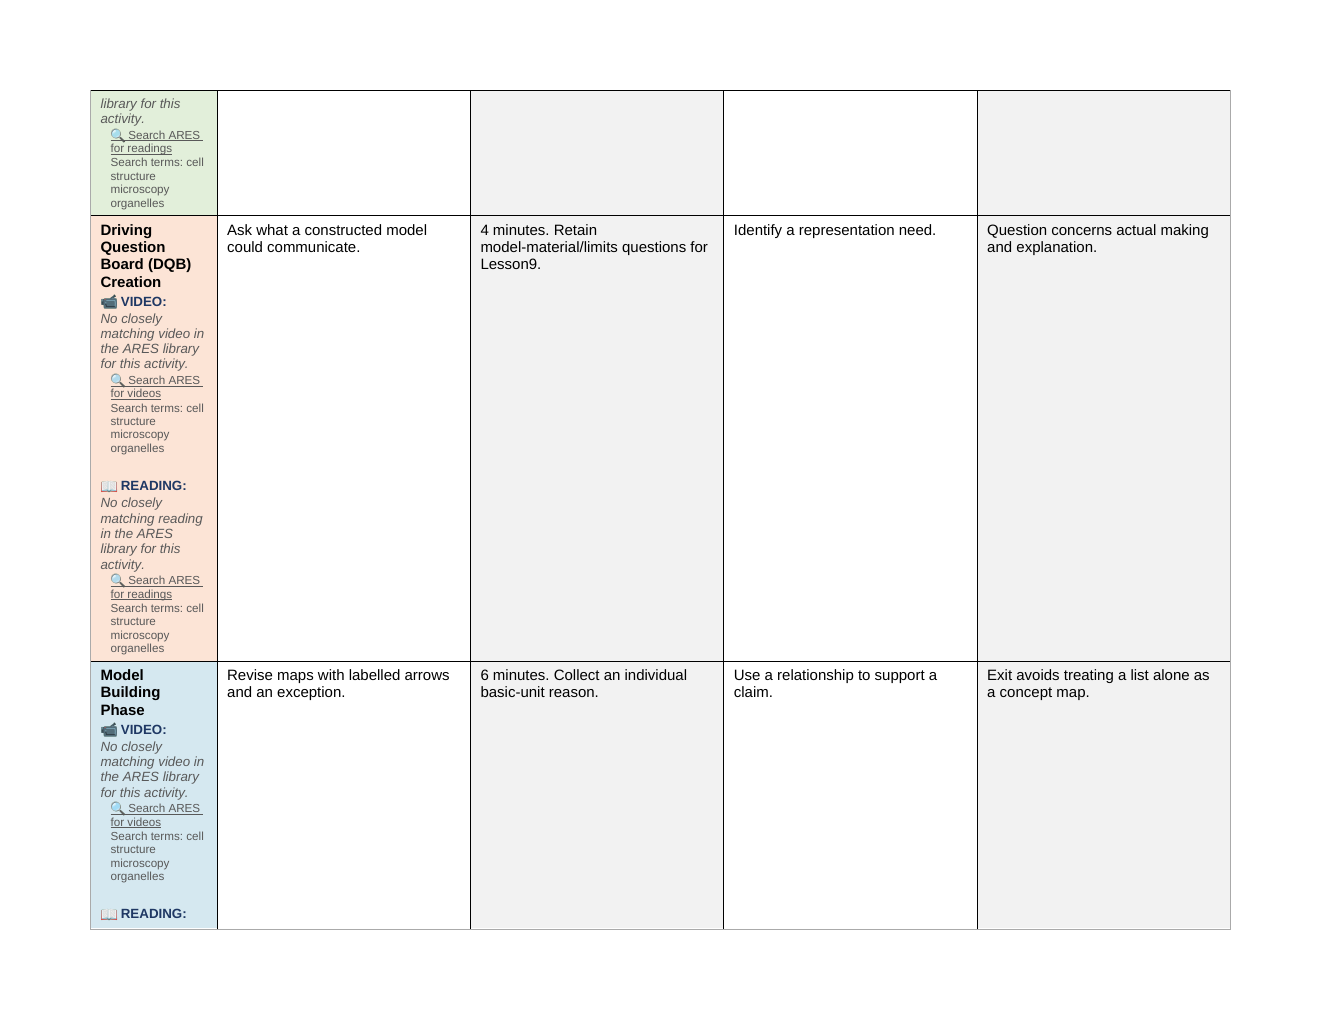 library for this
activity.
🔍 Search ARES
for readings
Search terms: cell
structure
microscopy
organelles
Driving
Question
Board (DQB)
Creation
📹 VIDEO:
No closely
matching video in
the ARES library
for this activity.
🔍 Search ARES
for videos
Search terms: cell
structure
microscopy
organelles
📖 READING:
No closely
matching reading
in the ARES
library for this
activity.
🔍 Search ARES
for readings
Search terms: cell
structure
microscopy
organelles
Ask what a constructed model
could communicate.
4 minutes. Retain
model-material/limits questions for
Lesson9.
Identify a representation need.
Question concerns actual making
and explanation.
Model
Building
Phase
📹 VIDEO:
No closely
matching video in
the ARES library
for this activity.
🔍 Search ARES
for videos
Search terms: cell
structure
microscopy
organelles
📖 READING:
Revise maps with labelled arrows
and an exception.
6 minutes. Collect an individual
basic-unit reason.
Use a relationship to support a
claim.
Exit avoids treating a list alone as
a concept map.